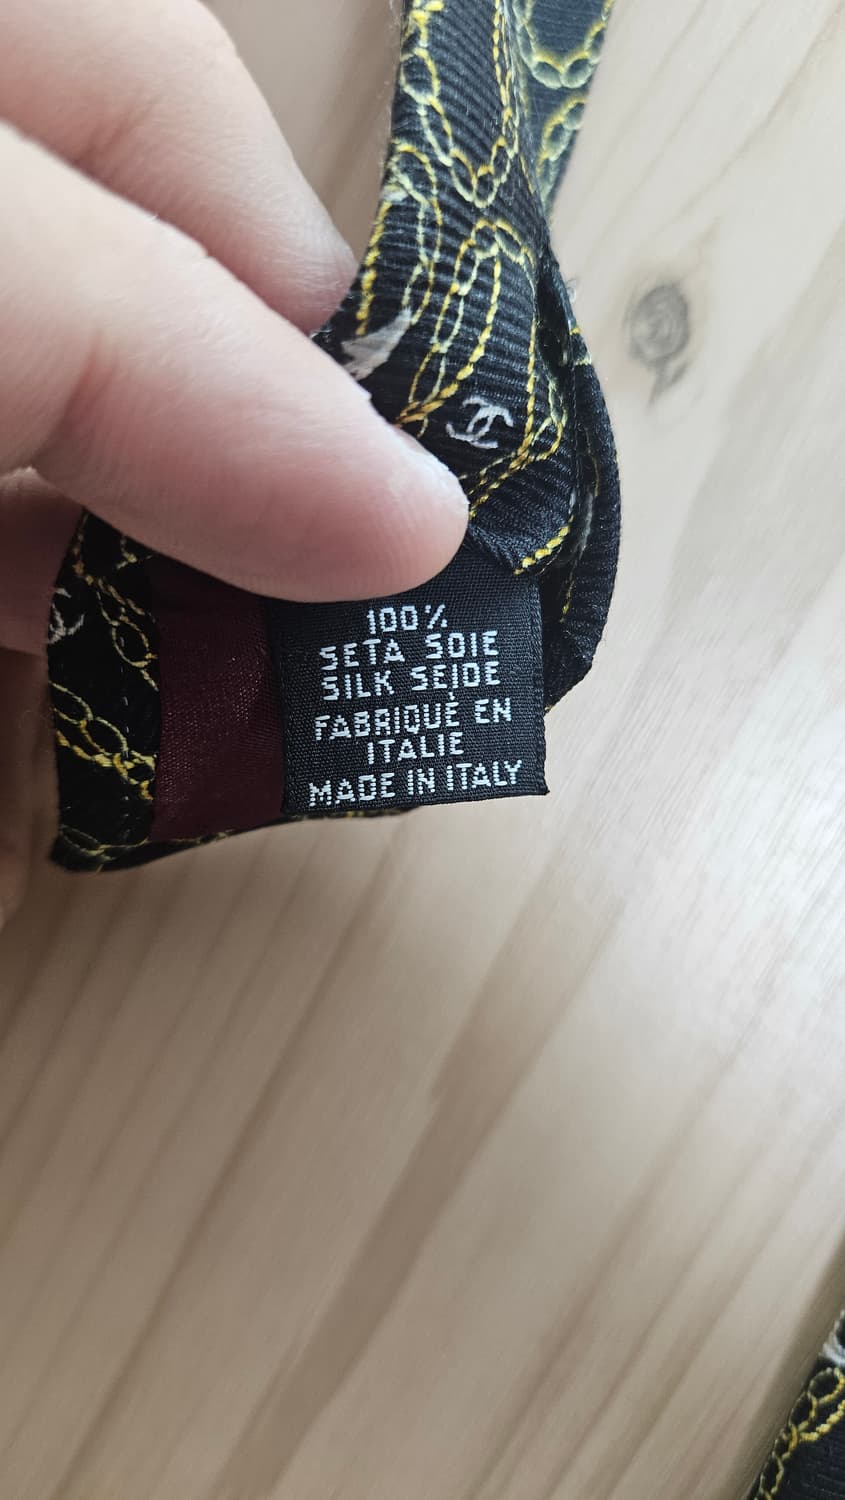 100%
SETA SOIE
SILK SEIDE
FABRIQUÉ EN
ITALIE
MADE IN ITALY